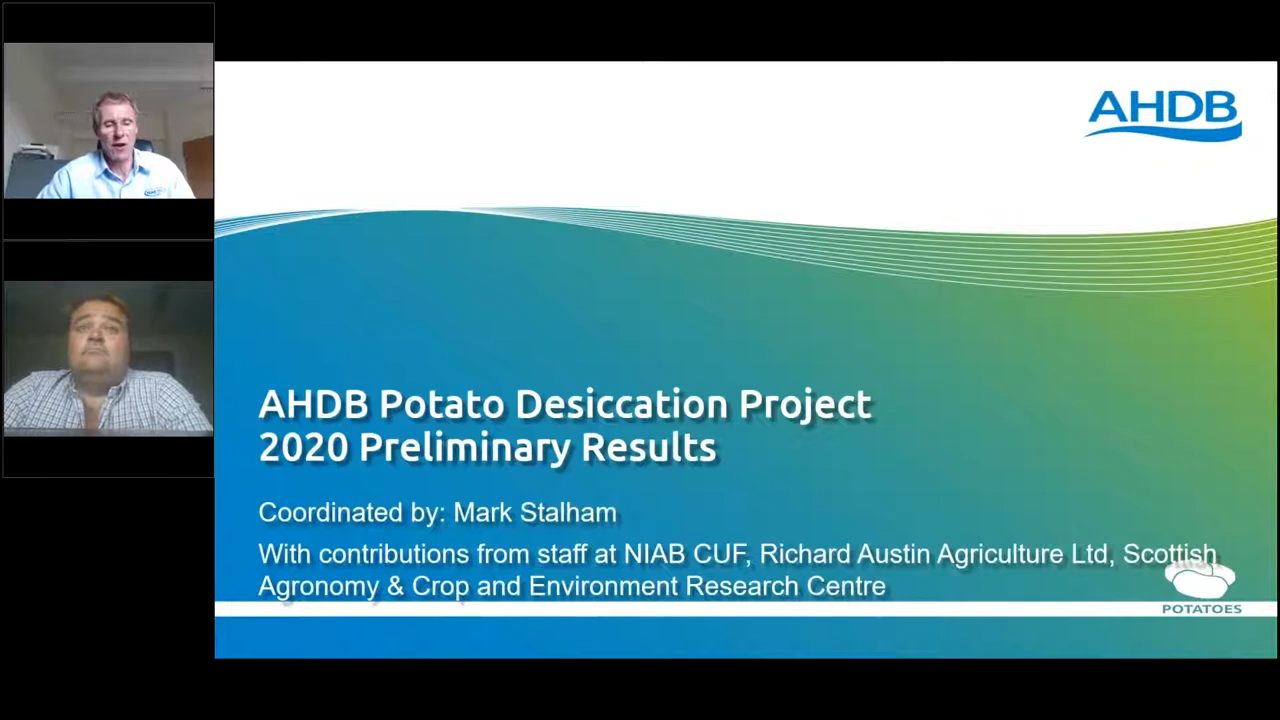 AHDB
AHDB Potato Desiccation Project
2020 Preliminary Results
Coordinated by: Mark Stalham
With contributions from staff at NIAB CUF, Richard Austin Agriculture Ltd, Scottish
Agronomy & Crop and Environment Research Centre
POTATOES